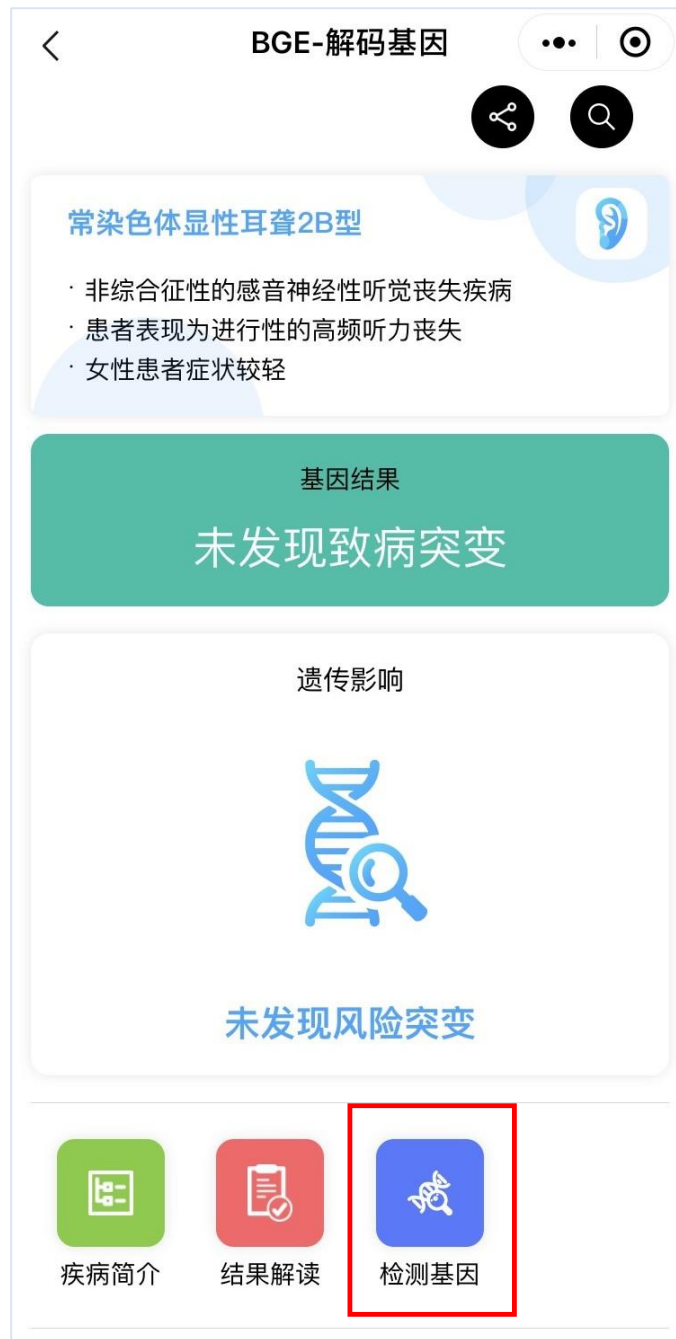 BGE-解码基因
常染色体显性耳聋2B型
· 非综合征性的感音神经性听觉丧失疾病
· 患者表现为进行性的高频听力丧失
· 女性患者症状较轻
基因结果
未发现致病突变
遗传影响
未发现风险突变
疾病简介 结果解读 检测基因